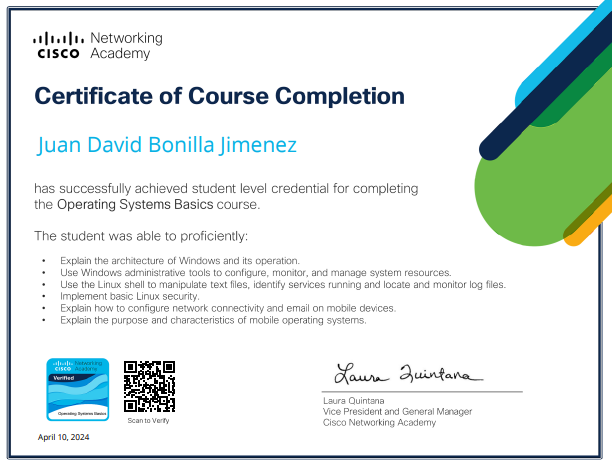 Networking
CISCO Academy
Certificate of Course Completion
Juan David Bonilla Jimenez
has successfully achieved student level credential for completing
the Operating Systems Basics course.
The student was able to proficiently:
• Explain the architecture of Windows and its operation.
• Use Windows administrative tools to configure, monitor, and manage system resources.
• Use the Linux shell to manipulate text files, identify services running and locate and monitor log files.
• Implement basic Linux security.
• Explain how to configure network connectivity and email on mobile devices.
• Explain the purpose and characteristics of mobile operating systems.
CISCO Networking
Academy
Verified
Operating Systems Basics
Scan to Verify
April 10, 2024
Laura Quintana
Laura Quintana
Vice President and General Manager
Cisco Networking Academy